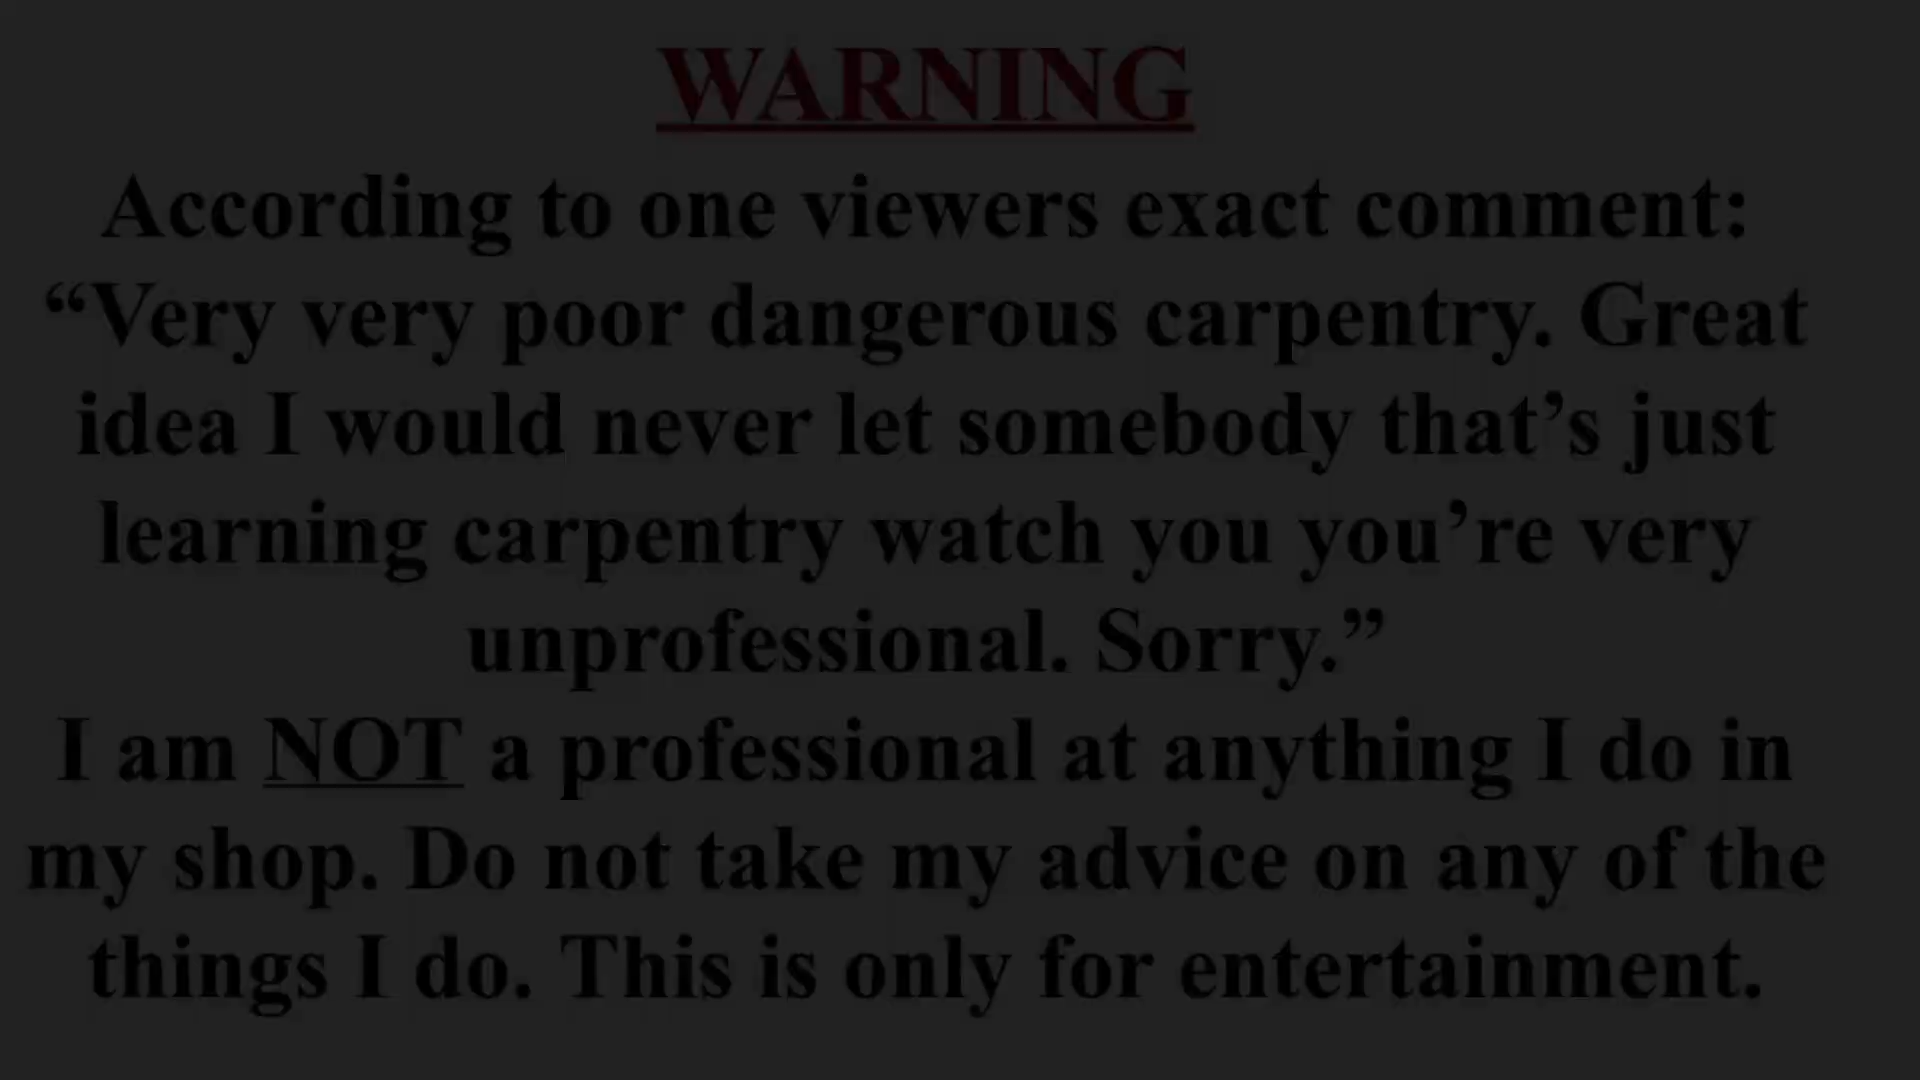 WARNING
According to one viewers exact comment:
“Very very poor dangerous carpentry. Great
idea I would never let somebody that’s just
learning carpentry watch you you’re very
unprofessional. Sorry.”
I am NOT a professional at anything I do in
my shop. Do not take my advice on any of the
things I do. This is only for entertainment.